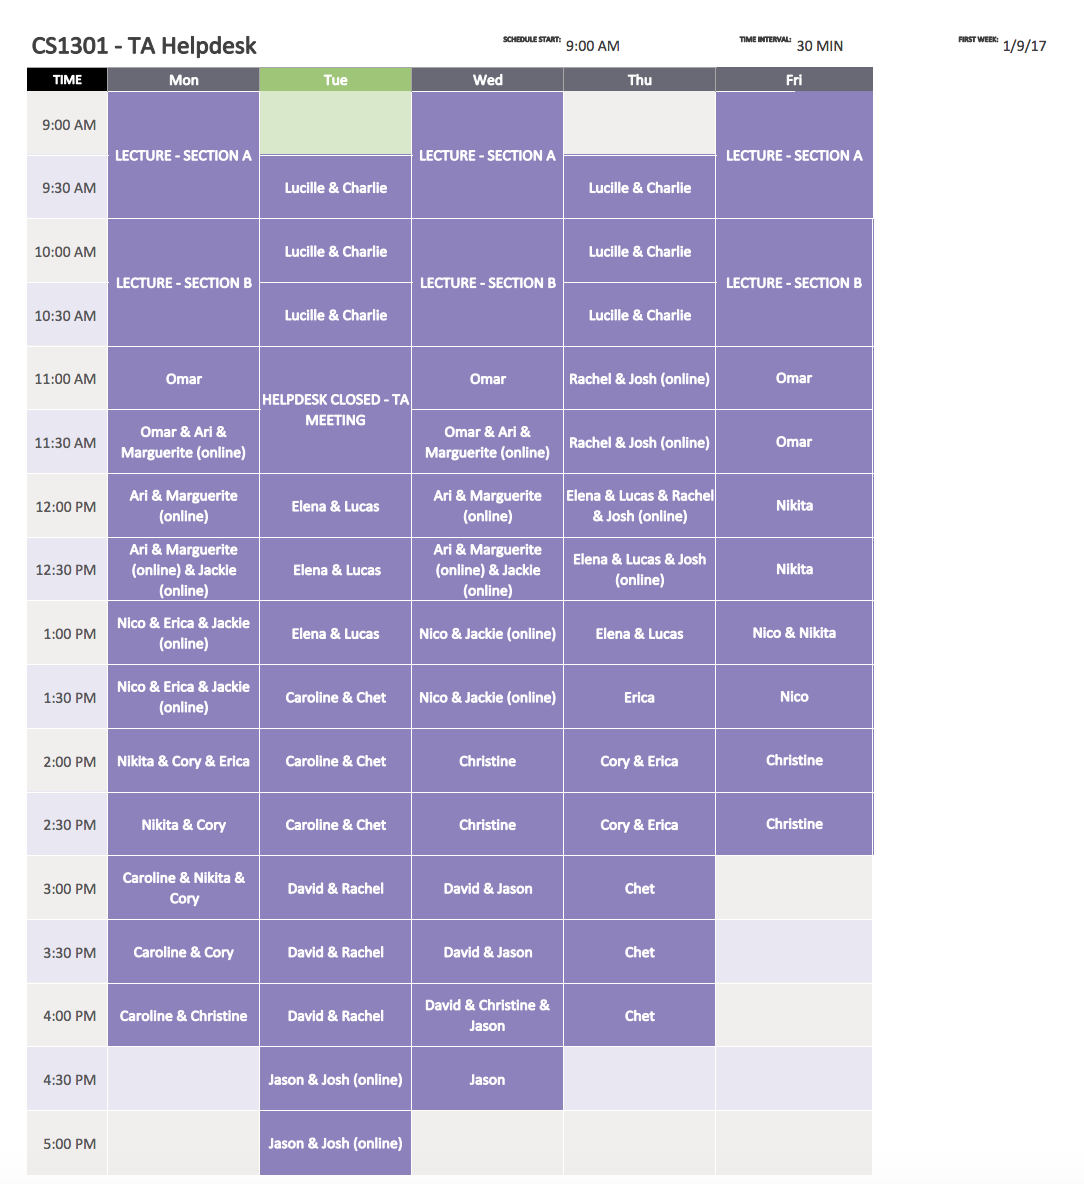 CS1301 - TA Helpdesk
SCHEDULE START: 9:00 AM
TIME INTERVAL: 30 MIN
FIRST WEEK: 1/9/17
TIME Mon Tue Wed Thu Fri
9:00 AM
LECTURE - SECTION A LECTURE - SECTION A LECTURE - SECTION A
9:30 AM Lucille & Charlie Lucille & Charlie
10:00 AM Lucille & Charlie Lucille & Charlie
LECTURE - SECTION B LECTURE - SECTION B LECTURE - SECTION B
10:30 AM Lucille & Charlie Lucille & Charlie
11:00 AM Omar Omar Rachel & Josh (online) Omar
HELPDESK CLOSED - TA
MEETING
11:30 AM
Omar & Ari &
Marguerite (online)
Omar & Ari &
Marguerite (online)
Rachel & Josh (online)
Omar
12:00 PM
Ari & Marguerite
(online)
Elena & Lucas
Ari & Marguerite
(online)
Elena & Lucas & Rachel
& Josh (online)
Nikita
12:30 PM
Ari & Marguerite
(online) & Jackie
(online)
Elena & Lucas
Ari & Marguerite
(online) & Jackie
(online)
Elena & Lucas & Josh
(online)
Nikita
1:00 PM
Nico & Erica & Jackie
(online)
Elena & Lucas
Nico & Jackie (online)
Elena & Lucas
Nico & Nikita
1:30 PM
Nico & Erica & Jackie
(online)
Caroline & Chet
Nico & Jackie (online)
Erica
Nico
2:00 PM Nikita & Cory & Erica Caroline & Chet Christine Cory & Erica Christine
2:30 PM Nikita & Cory Caroline & Chet Christine Cory & Erica Christine
3:00 PM
Caroline & Nikita &
Cory
David & Rachel
David & Jason
Chet
3:30 PM Caroline & Cory David & Rachel David & Jason Chet
4:00 PM
Caroline & Christine
David & Rachel
David & Christine &
Jason
Chet
4:30 PM Jason & Josh (online) Jason
5:00 PM Jason & Josh (online)